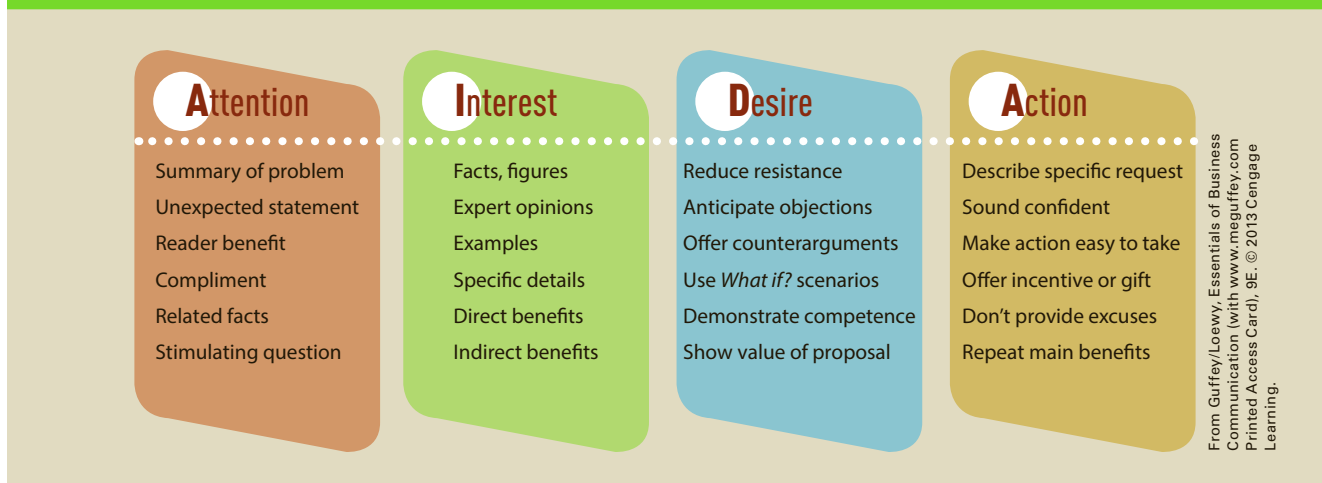 Attention
Summary of problem
Unexpected statement
Reader benefit
Compliment
Related facts
Stimulating question
Interest
Facts, figures
Expert opinions
Examples
Specific details
Direct benefits
Indirect benefits
Desire
Reduce resistance
Anticipate objections
Offer counterarguments
Use What if? scenarios
Demonstrate competence
Show value of proposal
Action
Describe specific request
Sound confident
Make action easy to take
Offer incentive or gift
Don’t provide excuses
Repeat main benefits
From Guffey/Loewy, Essentials of Business
Communication (with www.meguffey.com
Printed Access Card), 9E. © 2013 Cengage
Learning.